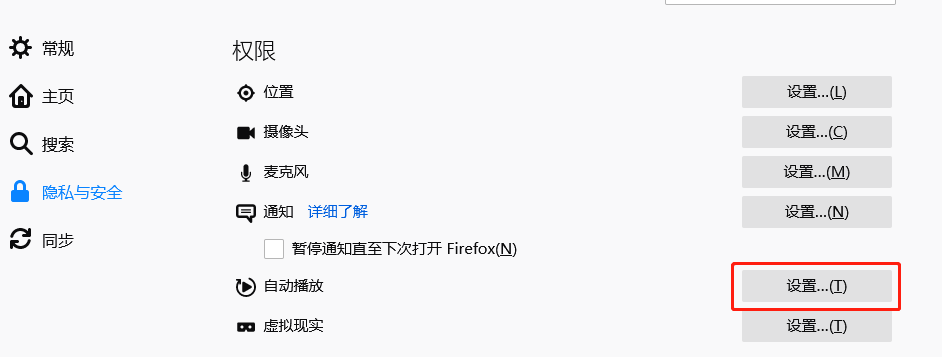 常规
主页
搜索
隐私与安全
同步
权限
位置 设置...(L)
摄像头 设置...(C)
麦克风 设置...(M)
通知 详细了解 设置...(N)
暂停通知直至下次打开 Firefox(N)
自动播放 设置...(T)
虚拟现实 设置...(T)